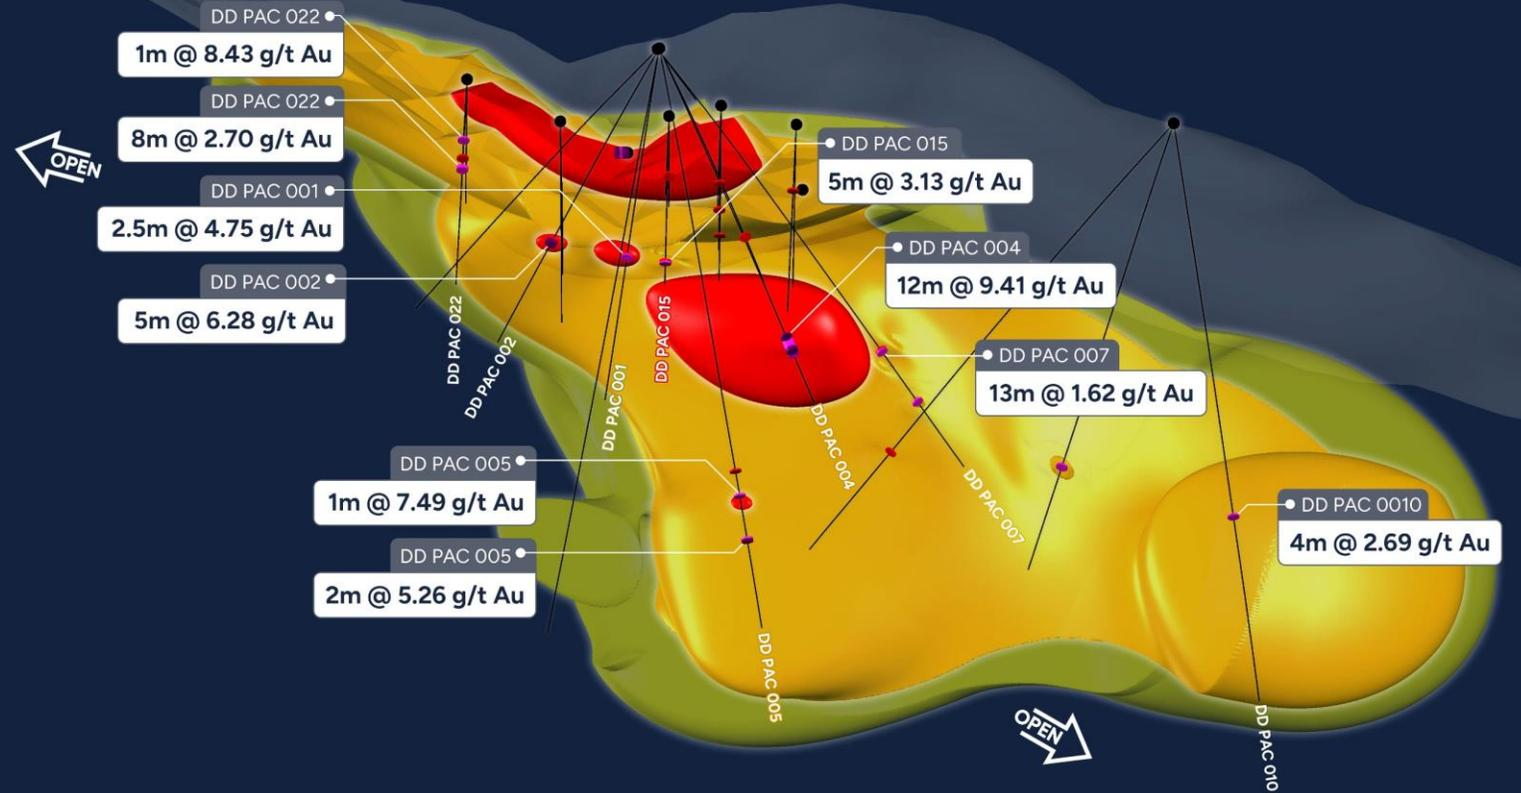 DD PAC 022
1m @ 8.43 g/t Au
DD PAC 022
8m @ 2.70 g/t Au
OPEN
DD PAC 001
2.5m @ 4.75 g/t Au
DD PAC 002
5m @ 6.28 g/t Au
DD PAC 015
5m @ 3.13 g/t Au
DD PAC 004
12m @ 9.41 g/t Au
DD PAC 007
13m @ 1.62 g/t Au
DD PAC 022
DD PAC 002
DD PAC 001
DD PAC 015
DD PAC 004
DD PAC 007
DD PAC 005
1m @ 7.49 g/t Au
DD PAC 005
2m @ 5.26 g/t Au
DD PAC 0010
4m @ 2.69 g/t Au
DD PAC 005
OPEN
DD PAC 010